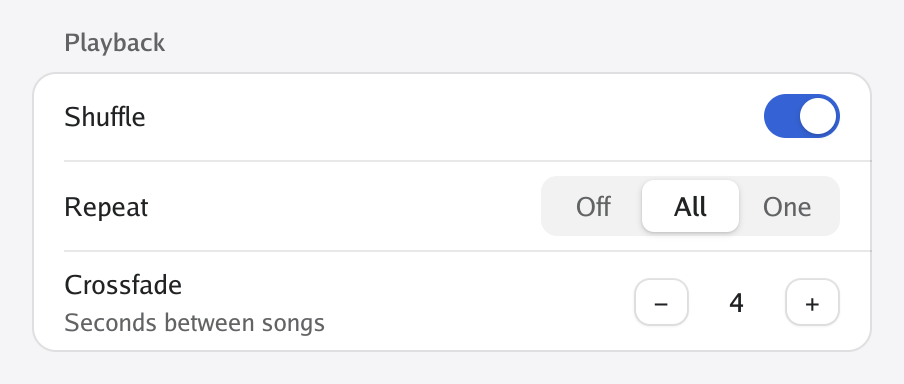 Playback
Shuffle
Repeat
Off All One
Crossfade
Seconds between songs
− 4 +